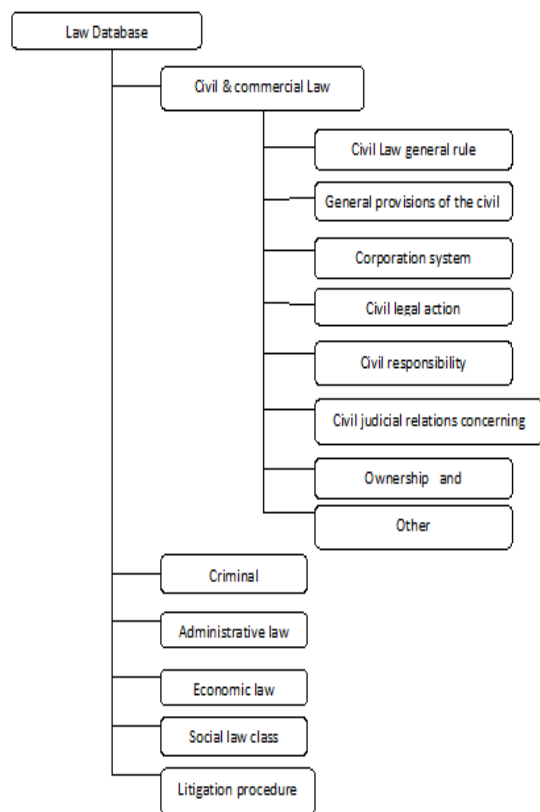 Law Database
Civil & commercial Law
Civil Law general rule
General provisions of the civil
Corporation system
Civil legal action
Civil responsibility
Civil judicial relations concerning
Ownership and
Other
Criminal
Administrative law
Economic law
Social law class
Litigation procedure